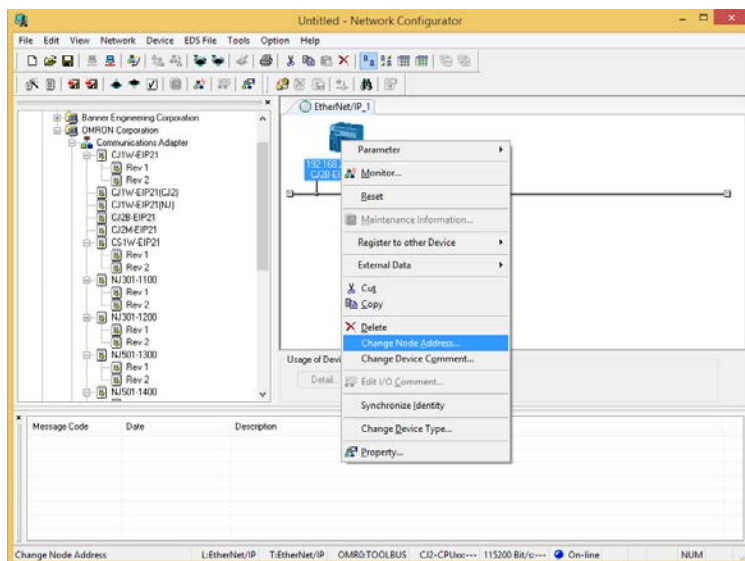 Untitled - Network Configurator
File Edit View Network Device EDS File Tools Option Help
EtherNet/IP_1
Banner Engineering Corporation
OMRON Corporation
Communications Adapter
CJ1W-EIP21
Rev 1
Rev 2
CJ1W-EIP21(CJ2)
CJ1W-EIP21(NJ)
CJ2B-EIP21
CJ2M-EIP21
CS1W-EIP21
Rev 1
Rev 2
NJ301-1100
Rev 1
Rev 2
NJ301-1200
Rev 1
Rev 2
NJ501-1300
Rev 1
Rev 2
NJ501-1400
192.168
CJ2B-EI
Parameter
Monitor...
Reset
Maintenance Information...
Register to other Device
External Data
Cut
Copy
Delete
Change Node Address...
Change Device Comment...
Edit I/O Comment...
Synchronize Identity
Change Device Type...
Property...
Usage of Devi
Detail...
Message Code Date Description
Change Node Address L:EtherNet/IP T:EtherNet/IP OMR0:TOOLBUS CJ2-CPUxx:--- 115200 Bit/s:--- On-line NUM